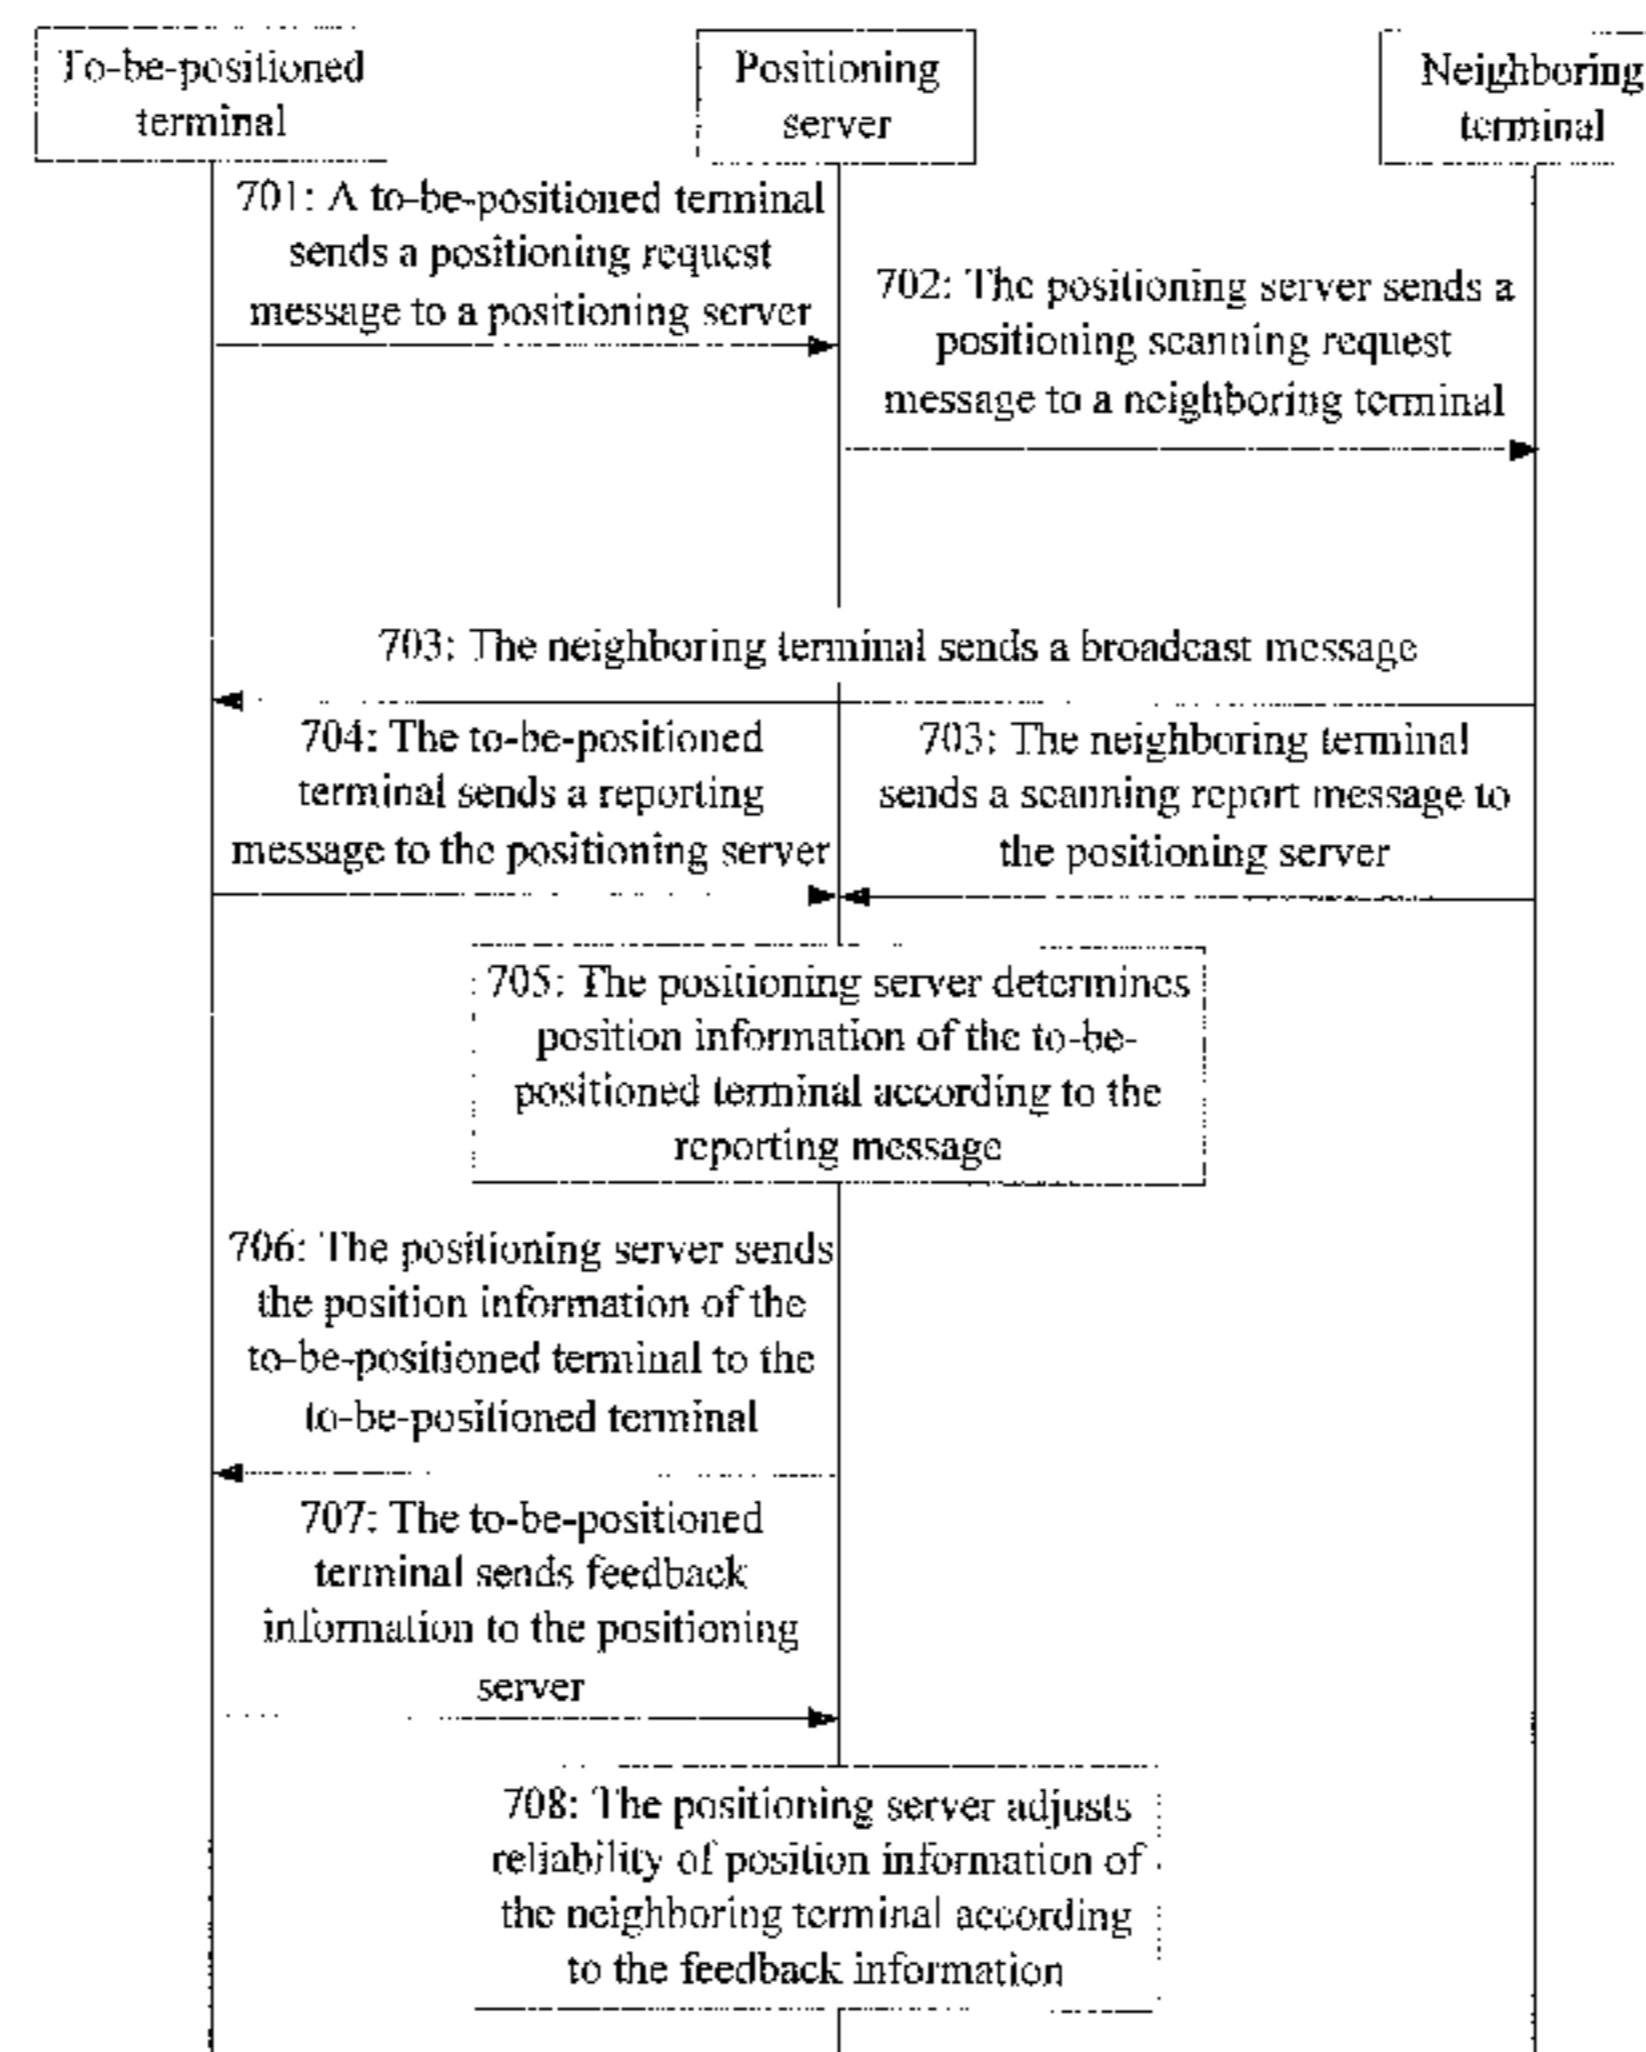 To-be-positioned
terminal
Positioning
server
Neighboring
terminal
701: A to-be-positioned terminal
sends a positioning request
message to a positioning server
702: The positioning server sends a
positioning scanning request
message to a neighboring terminal
703: The neighboring terminal sends a broadcast message
704: The to-be-positioned
terminal sends a reporting
message to the positioning server
703: The neighboring terminal
sends a scanning report message to
the positioning server
705: The positioning server determines
position information of the to-be-
positioned terminal according to the
reporting message
706: The positioning server sends
the position information of the
to-be-positioned terminal to the
to-be-positioned terminal
707: The to-be-positioned
terminal sends feedback
information to the positioning
server
708: The positioning server adjusts
reliability of position information of
the neighboring terminal according
to the feedback information